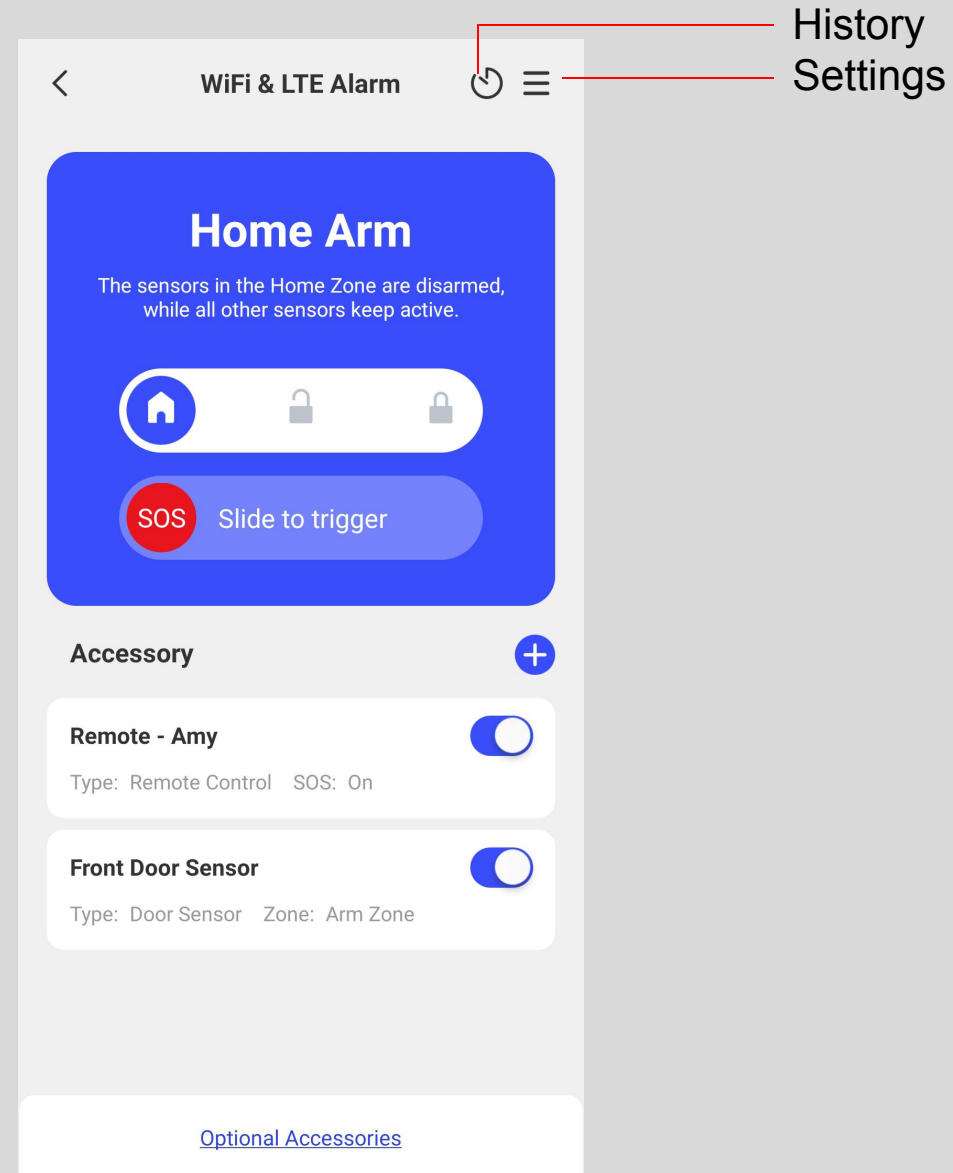 History
Settings
WiFi & LTE Alarm
Home Arm
The sensors in the Home Zone are disarmed,
while all other sensors keep active.
SOS Slide to trigger
Accessory
Remote - Amy
Type: Remote Control SOS: On
Front Door Sensor
Type: Door Sensor Zone: Arm Zone
Optional Accessories